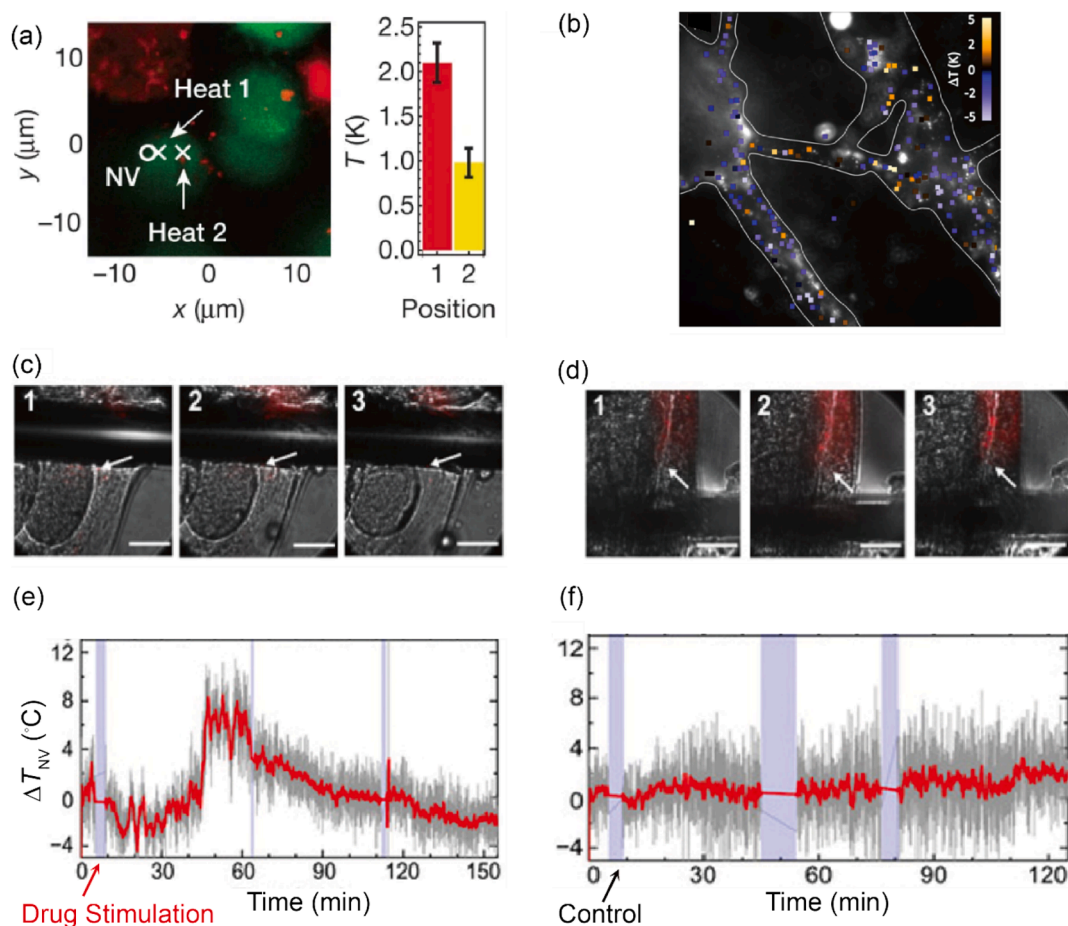 (a)
10
0
−10
y (μm)
Heat 1
NV
Heat 2
−10
0
10
x (μm)
2.5
2.0
1.5
1.0
0.5
0.0
T (K)
1
2
Position
(b)
5
2
0
-2
-5
ΔT (K)
(c)
1
2
3
(d)
1
2
3
(e)
12
8
4
0
-4
Δ T NV (°C)
0
30
60
90
120
150
Drug Stimulation
Time (min)
(f)
12
8
4
0
-4
0
30
60
90
120
Control
Time (min)